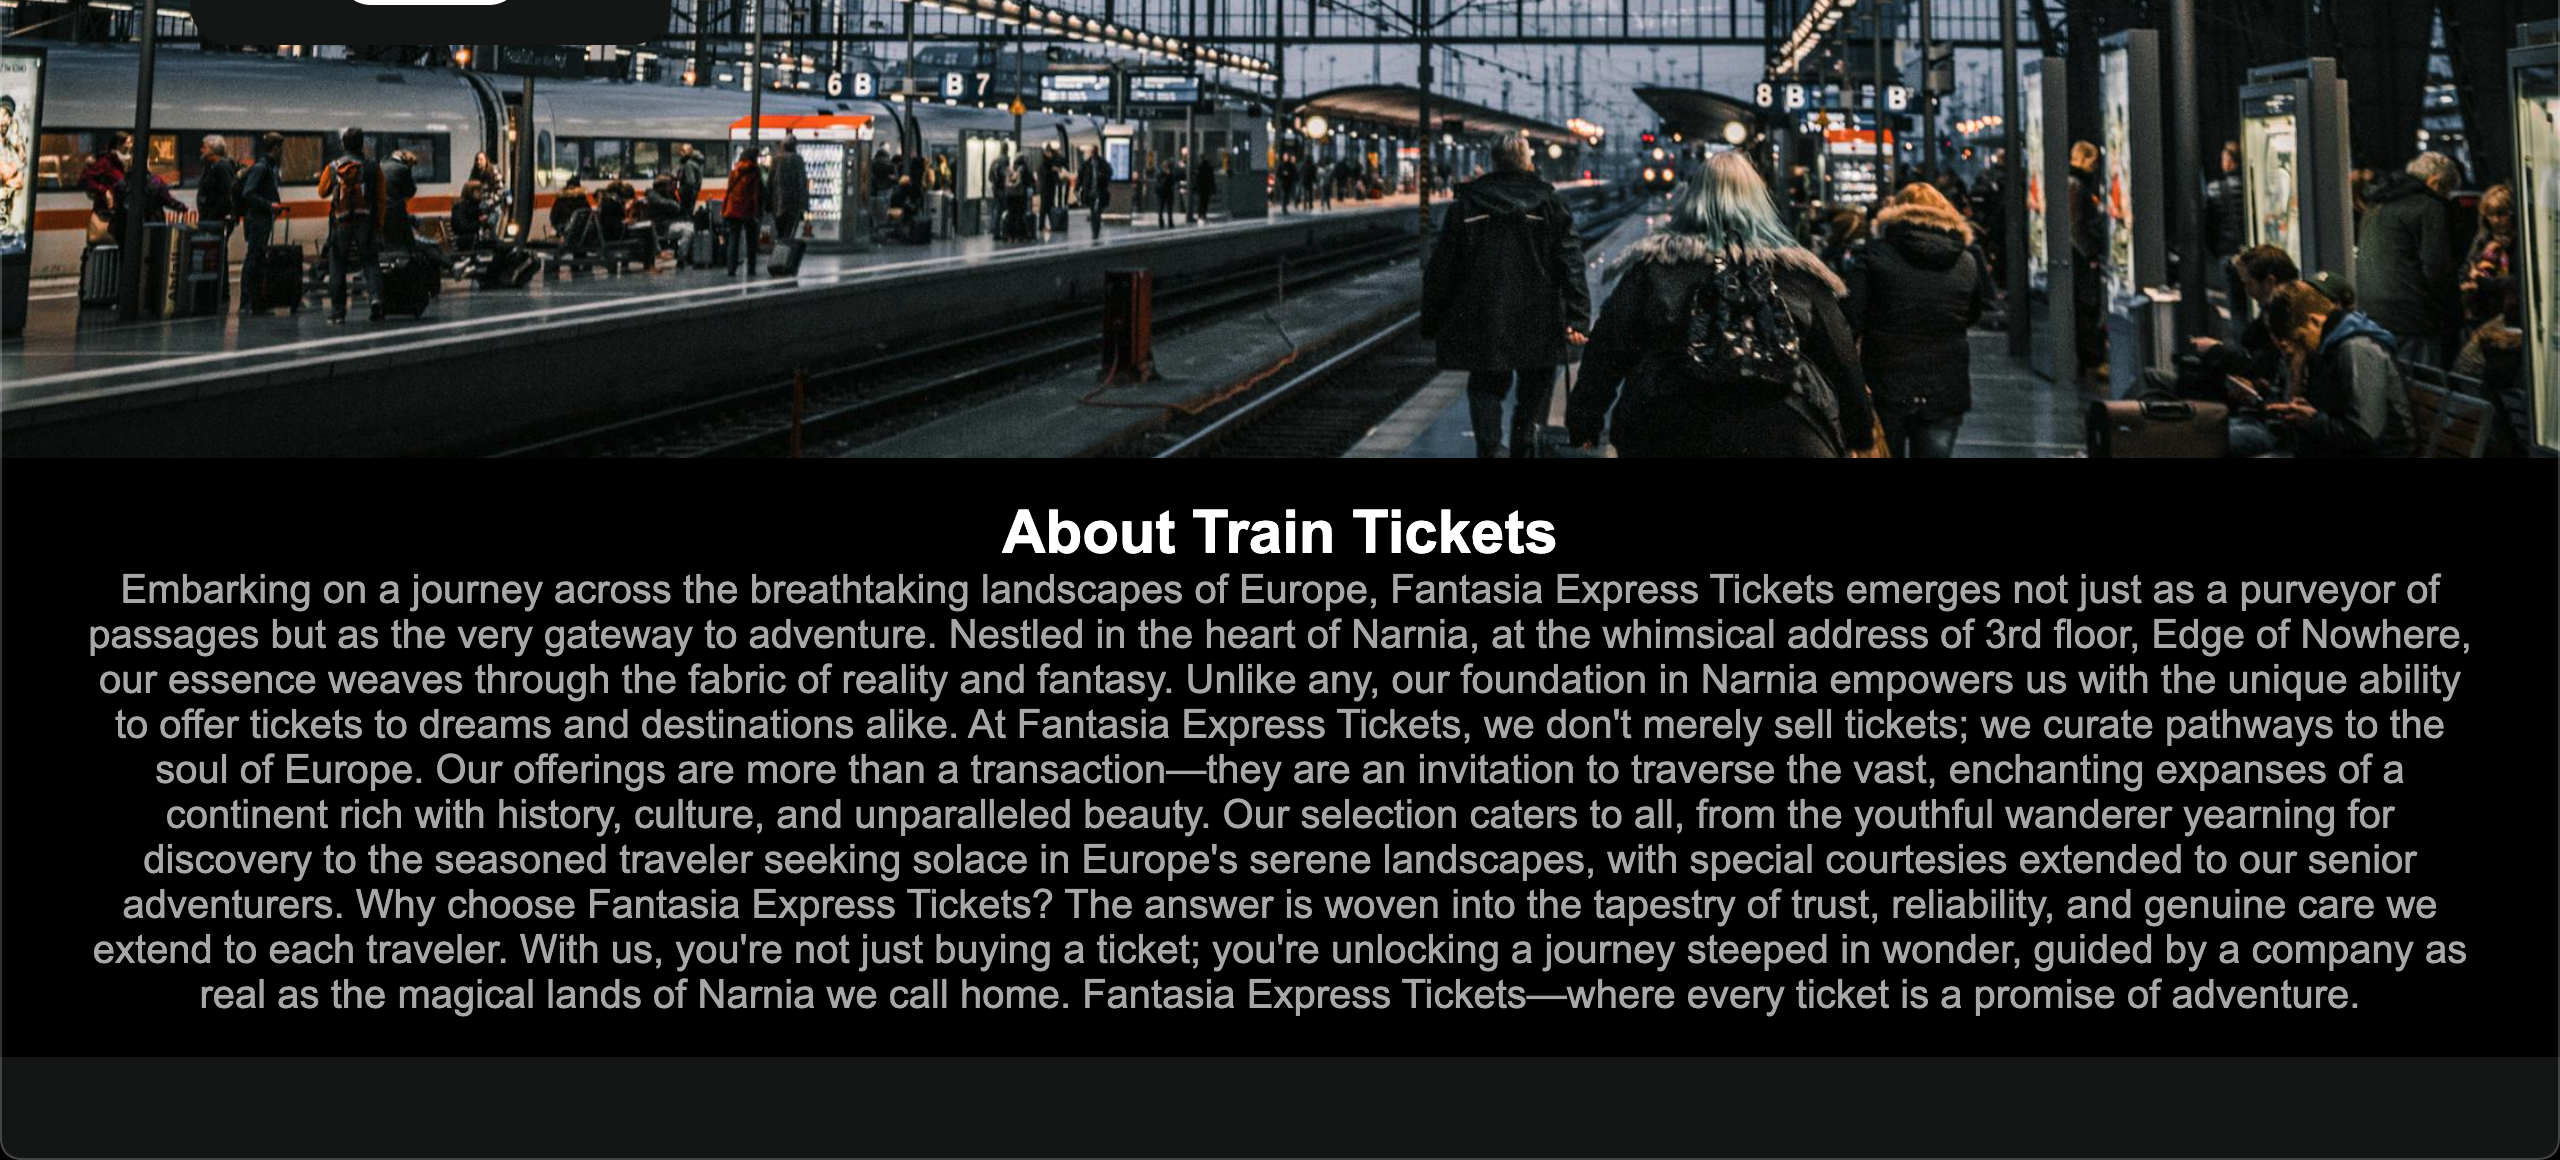 6 B
B 7
8 B
B
About Train Tickets
Embarking on a journey across the breathtaking landscapes of Europe, Fantasia Express Tickets emerges not just as a purveyor of
passages but as the very gateway to adventure. Nestled in the heart of Narnia, at the whimsical address of 3rd floor, Edge of Nowhere,
our essence weaves through the fabric of reality and fantasy. Unlike any, our foundation in Narnia empowers us with the unique ability
to offer tickets to dreams and destinations alike. At Fantasia Express Tickets, we don't merely sell tickets; we curate pathways to the
soul of Europe. Our offerings are more than a transaction—they are an invitation to traverse the vast, enchanting expanses of a
continent rich with history, culture, and unparalleled beauty. Our selection caters to all, from the youthful wanderer yearning for
discovery to the seasoned traveler seeking solace in Europe's serene landscapes, with special courtesies extended to our senior
adventurers. Why choose Fantasia Express Tickets? The answer is woven into the tapestry of trust, reliability, and genuine care we
extend to each traveler. With us, you're not just buying a ticket; you're unlocking a journey steeped in wonder, guided by a company as
real as the magical lands of Narnia we call home. Fantasia Express Tickets—where every ticket is a promise of adventure.